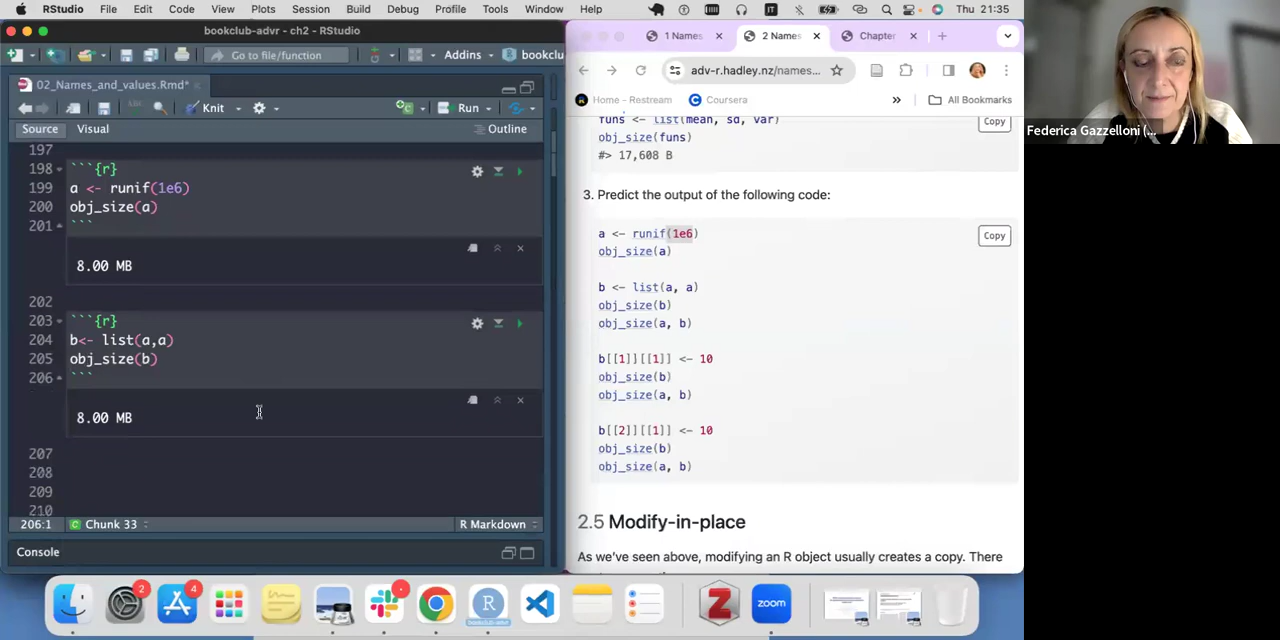 RStudio File Edit Code View Plots Session Build Debug Profile Tools Window Help Thu 21:35
bookclub-advr - ch2 - RStudio
Go to file/function Addins bookclu
02_Names_and_values.Rmd*
Knit Run
Source Visual Outline
197
198 ```{r}
199 a <- runif(1e6)
200 obj_size(a)
201 ```
8.00 MB
202
203 ```{r}
204 b<- list(a,a)
205 obj_size(b)
206 ```
8.00 MB
207
208
209
210
206:1 Chunk 33 R Markdown
Console
1 Names 2 Names Chapter
adv-r.hadley.nz/names...
Home - Restream Coursera » All Bookmarks
funs <- list(mean, sd, var) Copy
obj_size(funs)
#> 17,608 B
3. Predict the output of the following code:
a <- runif(1e6) Copy
obj_size(a)
b <- list(a, a)
obj_size(b)
obj_size(a, b)
b[[1]][[1]] <- 10
obj_size(b)
obj_size(a, b)
b[[2]][[1]] <- 10
obj_size(b)
obj_size(a, b)
2.5 Modify-in-place
As we've seen above, modifying an R object usually creates a copy. There
Federica Gazzelloni (...
2 4 R bookclub-advr Z zoom